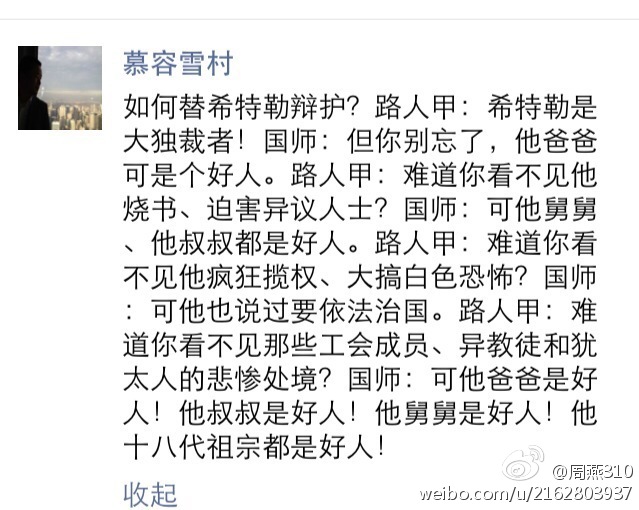 慕容雪村
如何替希特勒辩护？路人甲：希特勒是
大独裁者！国师：但你别忘了，他爸爸
可是个好人。路人甲：难道你看不见他
烧书、迫害异议人士？国师：可他舅舅
、他叔叔都是好人。路人甲：难道你看
不见他疯狂揽权、大搞白色恐怖？国师
：可他也说过要依法治国。路人甲：难
道你看不见那些工会成员、异教徒和犹
太人的悲惨处境？国师：可他爸爸是好
人！他叔叔是好人！他舅舅是好人！他
十八代祖宗都是好人！
收起
@周燕310
weibo.com/u/2162803937